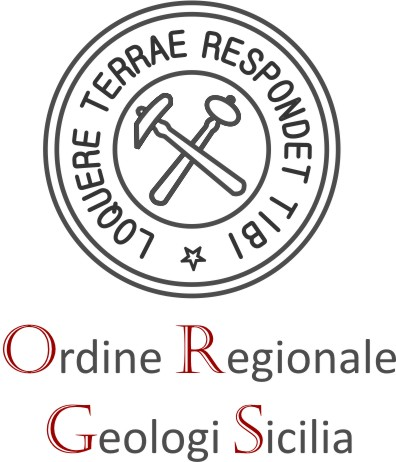 LOQUERE TERRAE RESPONDET TIBI
Ordine Regionale
Geologi Sicilia